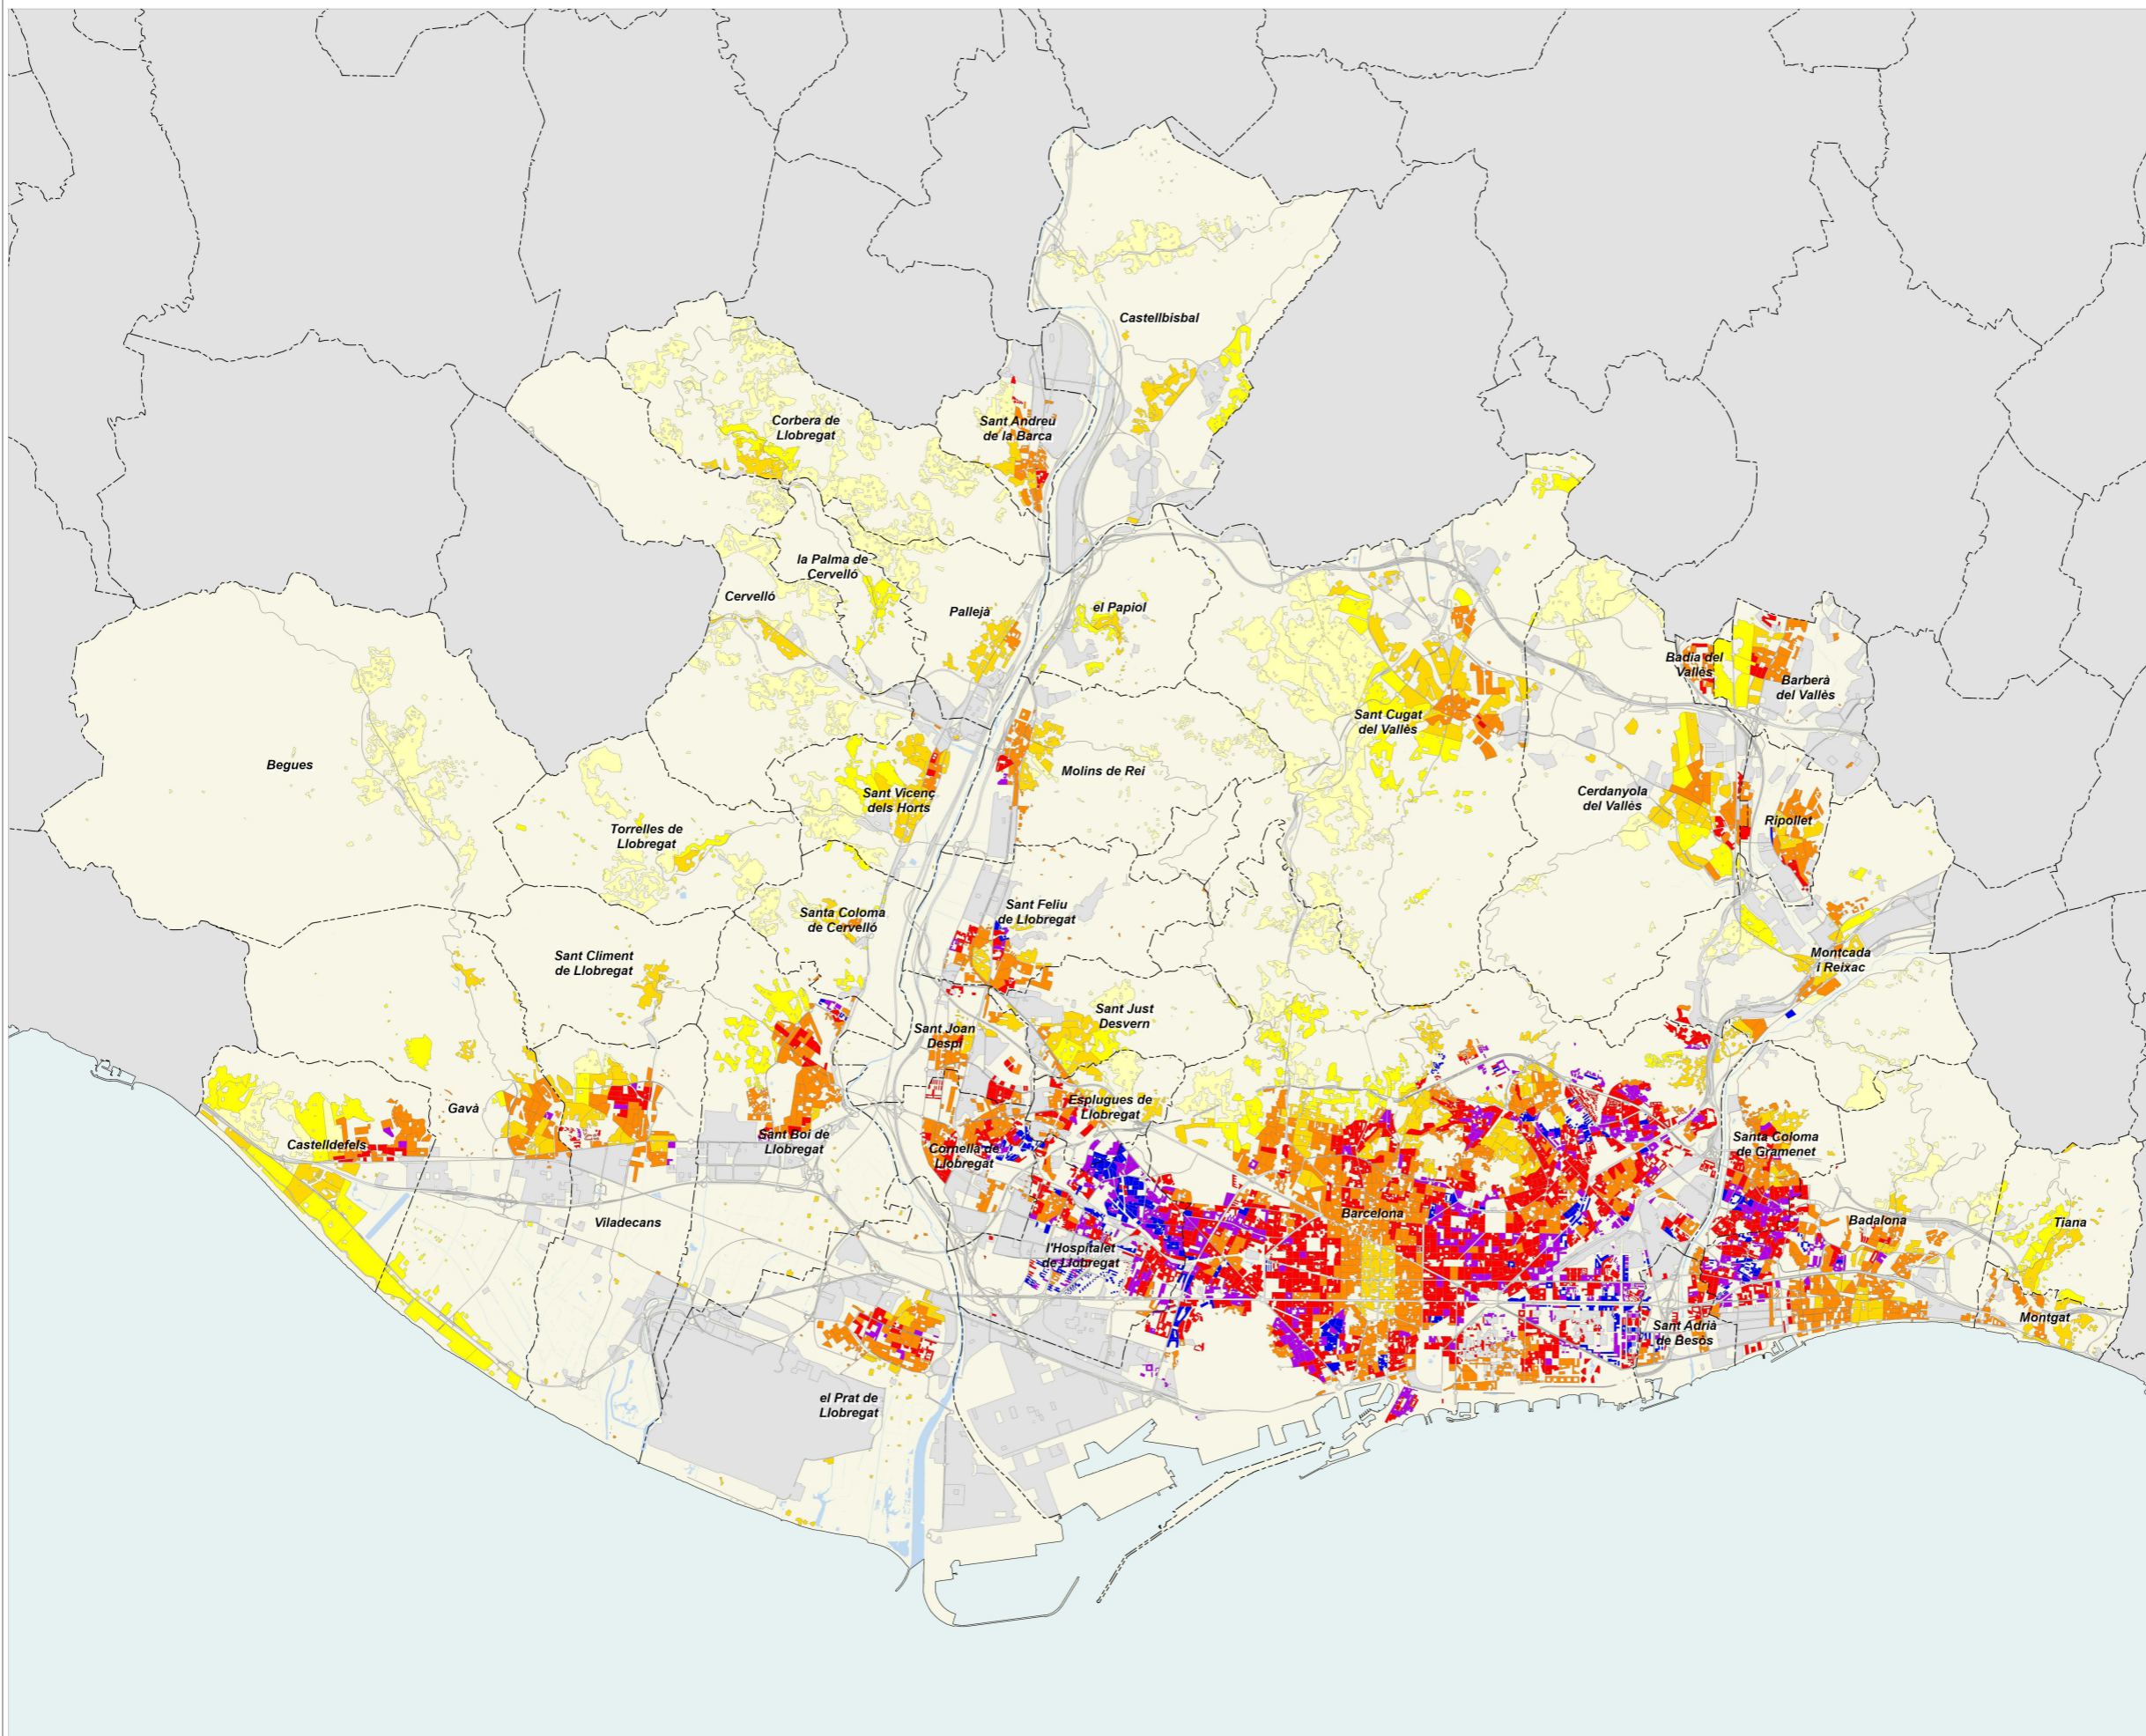 Castellbisbal
Corbera de
Llobregat
Sant Andreu
de la Barca
la Palma de
Cervelló
Cervelló
Pallejà
el Papiol
Badia del
Vallès
Barberà
del Vallès
Sant Cugat
del Vallès
Begues
Molins de Rei
Sant Vicenç
dels Horts
Cerdanyola
del Vallès
Ripollet
Torrelles de
Llobregat
Santa Coloma
de Cervelló
Sant Feliu
de Llobregat
Sant Climent
de Llobregat
Montcada
i Reixac
Sant Just
Desvern
Sant Joan
Despí
Gavà
Esplugues de
Llobregat
Castelldefels
Sant Boi de
Llobregat
Cornellà de
Llobregat
Santa Coloma
de Gramenet
Viladecans
Barcelona
Badalona
Tiana
l'Hospitalet
de Llobregat
Montgat
Sant Adrià
de Besòs
el Prat de
Llobregat